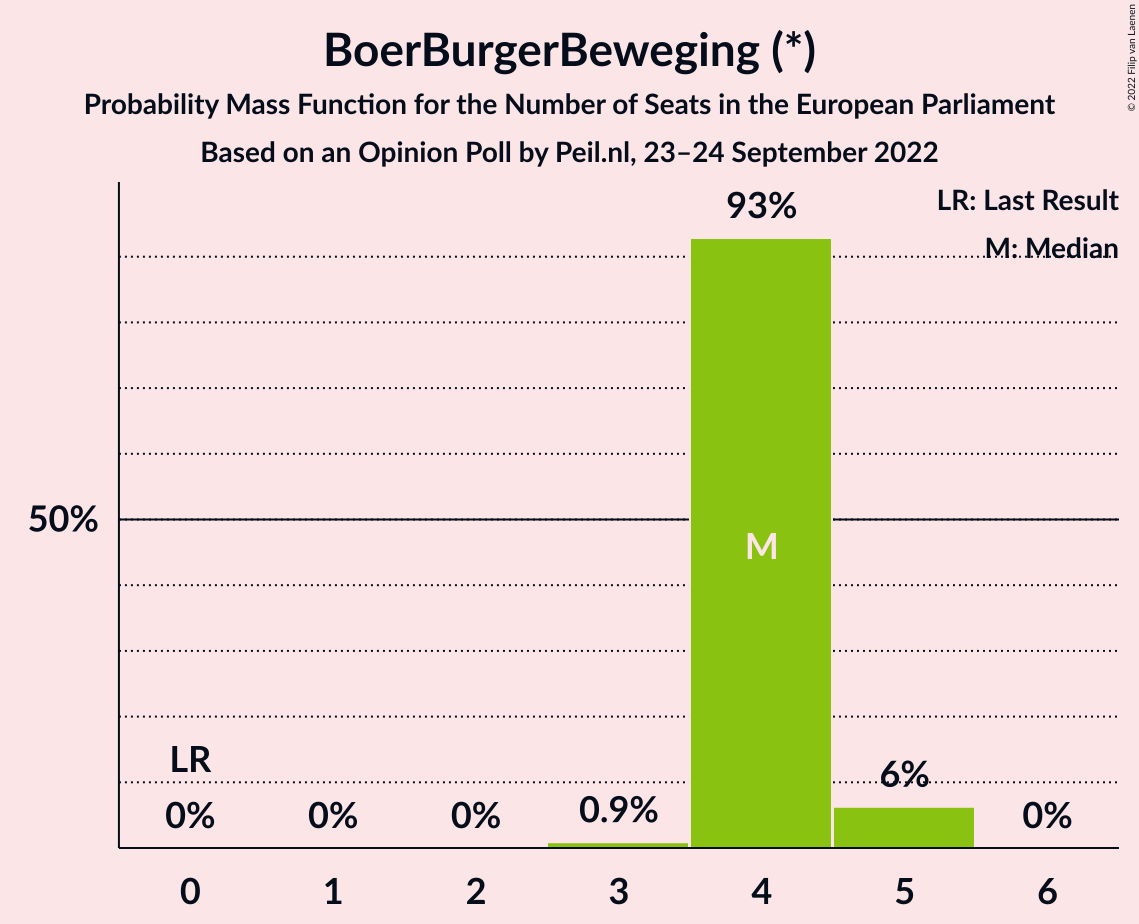 BoerBurgerBeweging (*)
Probability Mass Function for the Number of Seats in the European Parliament
Based on an Opinion Poll by Peil.nl, 23–24 September 2022
© 2022 Filip van Laenen
LR: Last Result
M: Median
93%
50%
M
LR
0%
0%
0%
0.9%
6%
0%
0
1
2
3
4
5
6